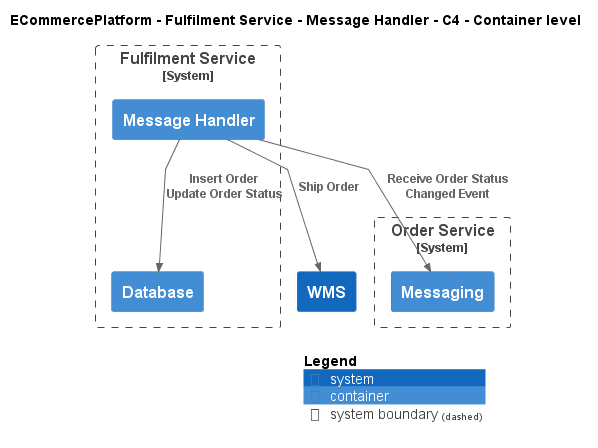 ECommercePlatform - Fulfilment Service - Message Handler - C4 - Container level
Fulfilment Service
[System]
Message Handler
Insert Order
Update Order Status
Ship Order
Receive Order Status
Changed Event
Order Service
[System]
Database
WMS
Messaging
Legend
system
container
system boundary (dashed)